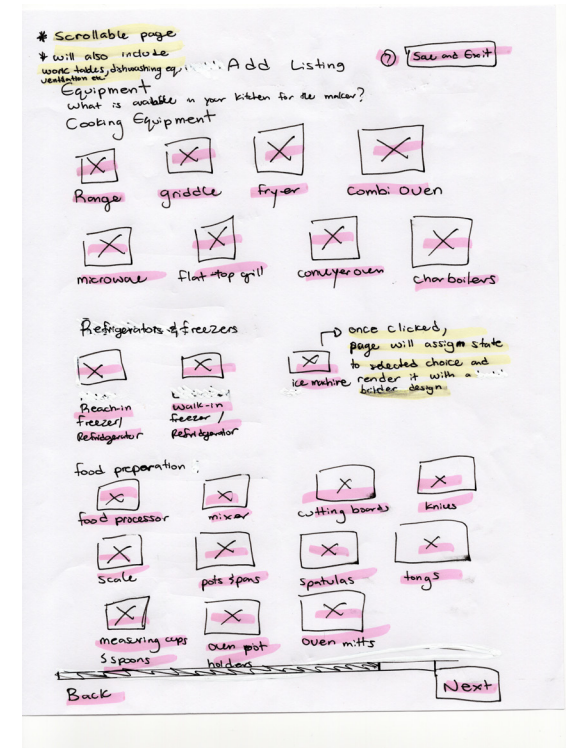 * Scrollable page
* will also include
work tables, dishwashing eq,
ventilation etc
Add Listing
? Save and Exit
Equipment
What is available in your kitchen for the maker?
Cooking Equipment
Range
griddle
fryer
Combi Oven
microwave
flat top grill
conveyer oven
charboilers
Refrigerators & freezers
once clicked,
page will assign state
to selected choice and
render it with a
bolder design
ice machine
Reach-in
freezer/
Refridgerator
walk-in
freezer/
Refridgerator
food preparation :
food processor
mixer
cutting boards
knives
Scale
pots & pans
spatulas
tongs
measuring cups
& spoons
oven pot
holders
oven mitts
Back
Next